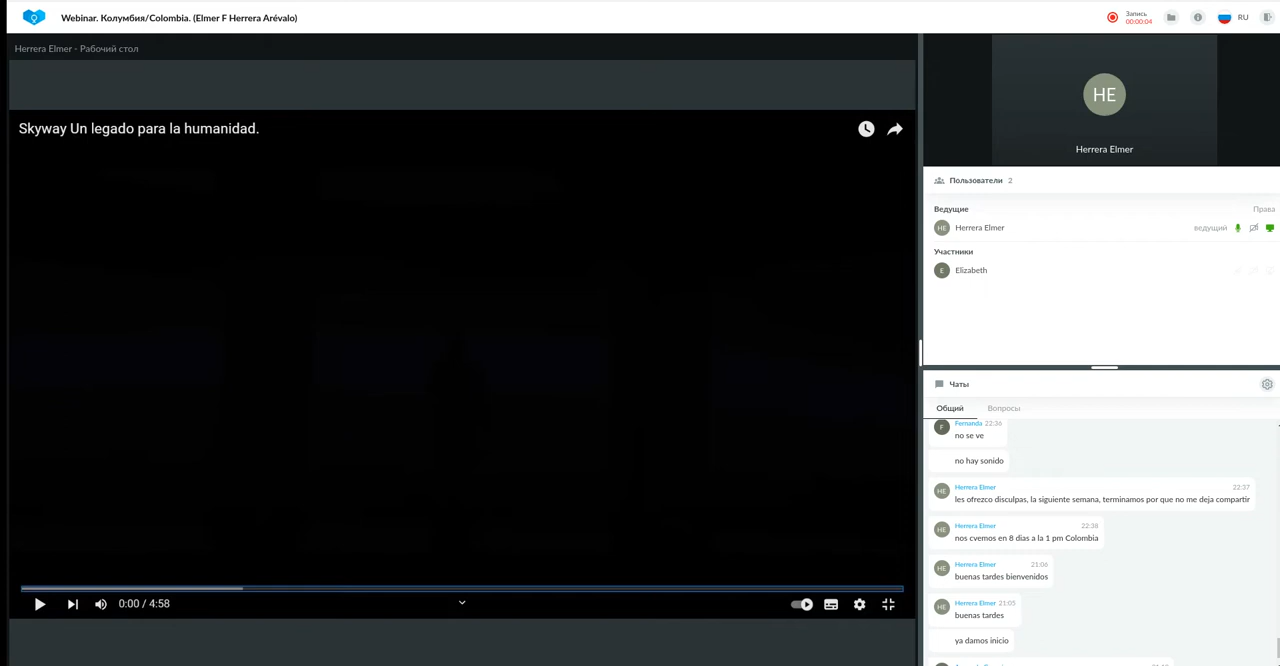 Webinar. Колумбия/Colombia. (Elmer F Herrera Arévalo)
Запись
00:00:04
RU
Herrera Elmer - Рабочий стол
Skyway Un legado para la humanidad.
0:00 / 4:58
HE
Herrera Elmer
Пользователи 2
Ведущие Права
HE Herrera Elmer ведущий
Участники
E Elizabeth
Чаты
Общий Вопросы
F Fernanda 22:36
no se ve
no hay sonido
HE Herrera Elmer 22:37
les ofrezco disculpas, la siguiente semana, terminamos por que no me deja compartir
HE Herrera Elmer 22:38
nos cvemos en 8 dias a la 1 pm Colombia
HE Herrera Elmer 21:06
buenas tardes bienvenidos
HE Herrera Elmer 21:05
buenas tardes
ya damos inicio